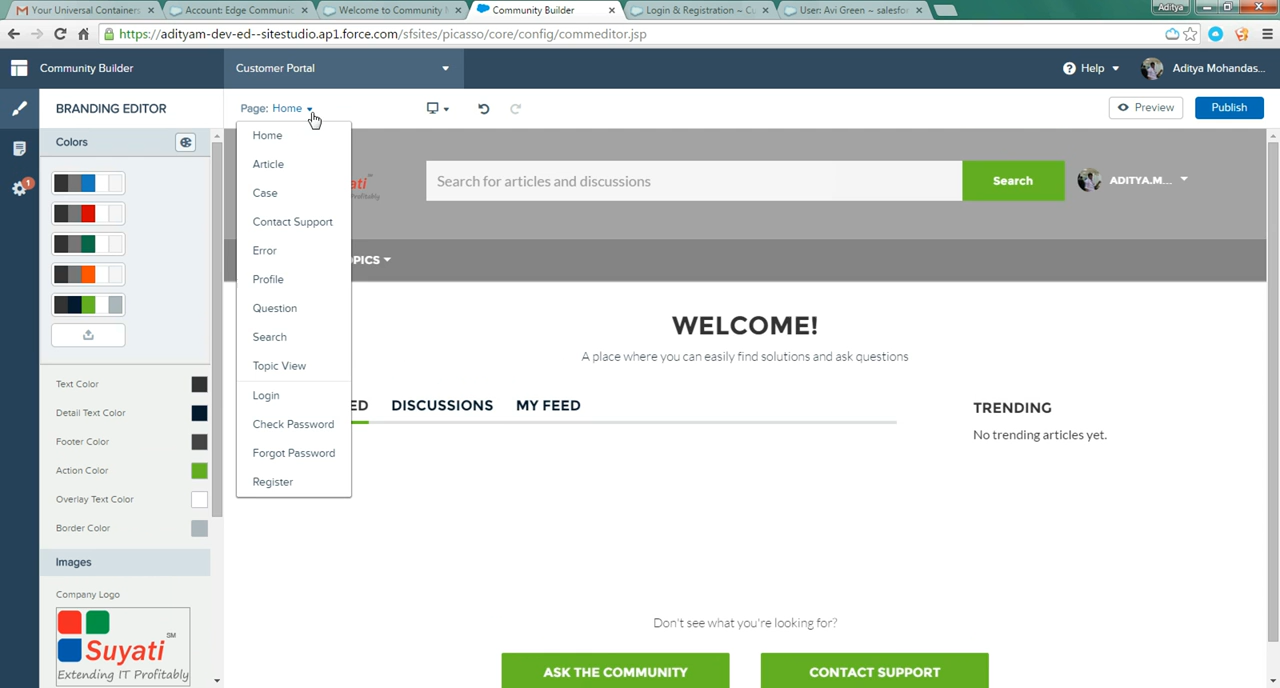 Your Universal Containers
Account: Edge Communic
Welcome to Community
Community Builder
Login & Registration ~ Cu
User: Avi Green ~ salesfor
Aditya
https://adityam-dev-ed--sitestudio.ap1.force.com/sfsites/picasso/core/config/commeditor.jsp
Community Builder
Customer Portal
Help
Aditya Mohandas...
BRANDING EDITOR
Page: Home
Preview
Publish
Colors
1
Home
Article
Case
Contact Support
Error
Profile
Question
Search
Topic View
Login
Check Password
Forgot Password
Register
Search for articles and discussions
Search
ADITYA.M...
OPICS
WELCOME!
A place where you can easily find solutions and ask questions
ED
DISCUSSIONS
MY FEED
TRENDING
No trending articles yet.
Text Color
Detail Text Color
Footer Color
Action Color
Overlay Text Color
Border Color
Images
Company Logo
Suyati SM
Extending IT Profitably
Don't see what you're looking for?
ASK THE COMMUNITY
CONTACT SUPPORT